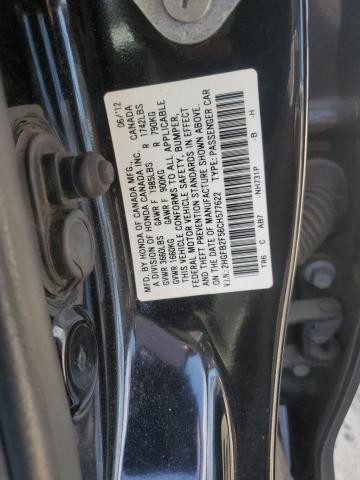 MFD. BY HONDA OF CANADA MFG., 06/12
A DIVISION OF HONDA CANADA INC. CANADA
GVWR 3660LBS GAWR F 1985LBS R 1742LBS
GVWR 1660KG GAWR F 900KG R 790KG
THIS VEHICLE CONFORMS TO ALL APPLICABLE
FEDERAL MOTOR VEHICLE SAFETY, BUMPER,
AND THEFT PREVENTION STANDARDS IN EFFECT
ON THE DATE OF MANUFACTURE SHOWN ABOVE.
V.I.N.: 2HGFB2F56CH577622 TYPE: PASSENGER CAR
TR6 C AB7 -NH731P B -H